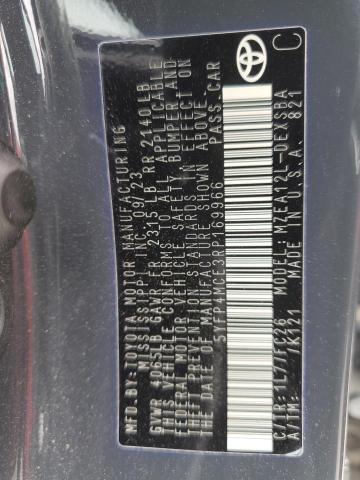 MFD.BY:TOYOTA MOTOR MANUFACTURING
MISSISSIPPI, INC. 09/23
GVWR 4065LB GAWR FR 2315LB RR 2140LB
THIS VEHICLE CONFORMS TO ALL APPLICABLE
FEDERAL MOTOR VEHICLE SAFETY, BUMPER AND
THEFT PREVENTION STANDARDS IN EFFECT ON
THE DATE OF MANUFACTURE SHOWN ABOVE.
5YFP4MCE3RP169966 PASS.CAR
C/TR:1L7/FC26 MZEA12L-DEXSBA
A/TM: /K121 MADE IN U.S.A. 821
TOYOTA
C